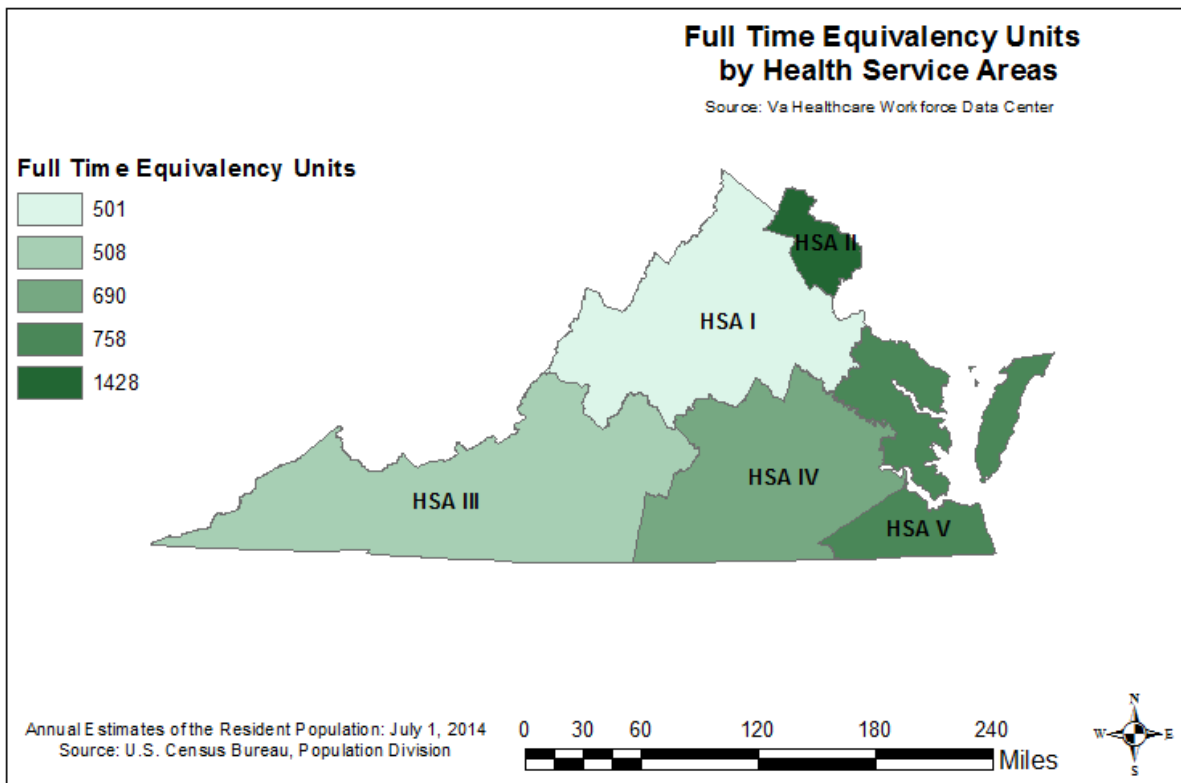 Full Time Equivalency Units
by Health Service Areas
Source: Va Healthcare Workforce Data Center
Full Time Equivalency Units
501
508
690
758
1428
HSA II
HSA I
HSA IV
HSA III
HSA V
Annual Estimates of the Resident Population: July 1, 2014
Source: U.S. Census Bureau, Population Division
0 30 60 120 180 240
Miles
N
W E
S